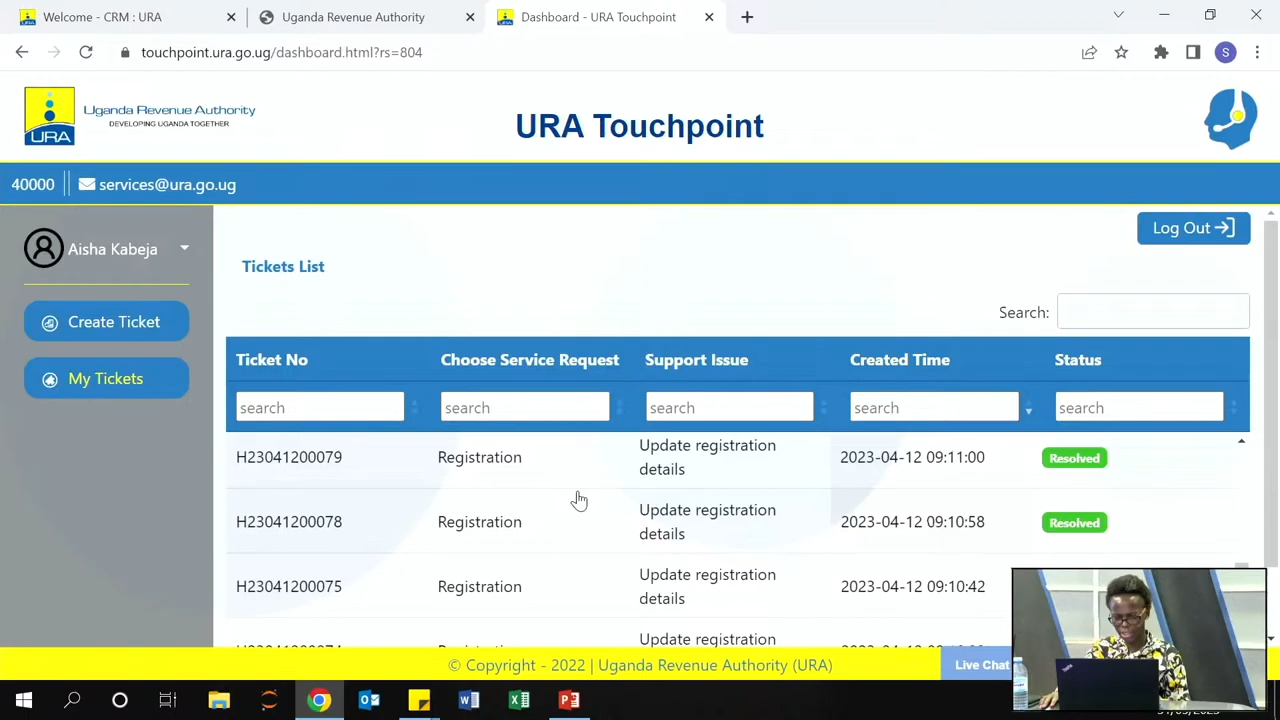 Welcome - CRM : URA
Uganda Revenue Authority
Dashboard - URA Touchpoint
touchpoint.ura.go.ug/dashboard.html?rs=804
S
URA
Uganda Revenue Authority
DEVELOPING UGANDA TOGETHER
URA Touchpoint
40000
services@ura.go.ug
Aisha Kabeja
Log Out
Tickets List
Create Ticket
My Tickets
Search:
Ticket No Choose Service Request Support Issue Created Time Status
search search search search search
H23041200079 Registration Update registration details 2023-04-12 09:11:00 Resolved
H23041200078 Registration Update registration details 2023-04-12 09:10:58 Resolved
H23041200075 Registration Update registration details 2023-04-12 09:10:42
Update registration
© Copyright - 2022 | Uganda Revenue Authority (URA)
Live Chat